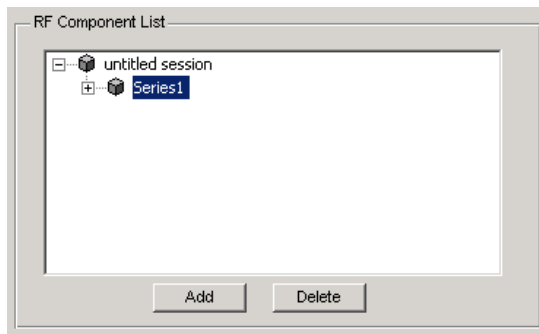 RF Component List
untitled session
Series1
Add Delete